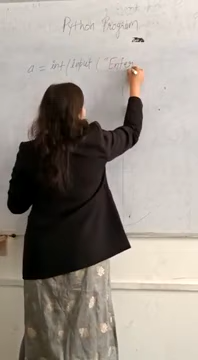 Python Program
a = int(input("Enter